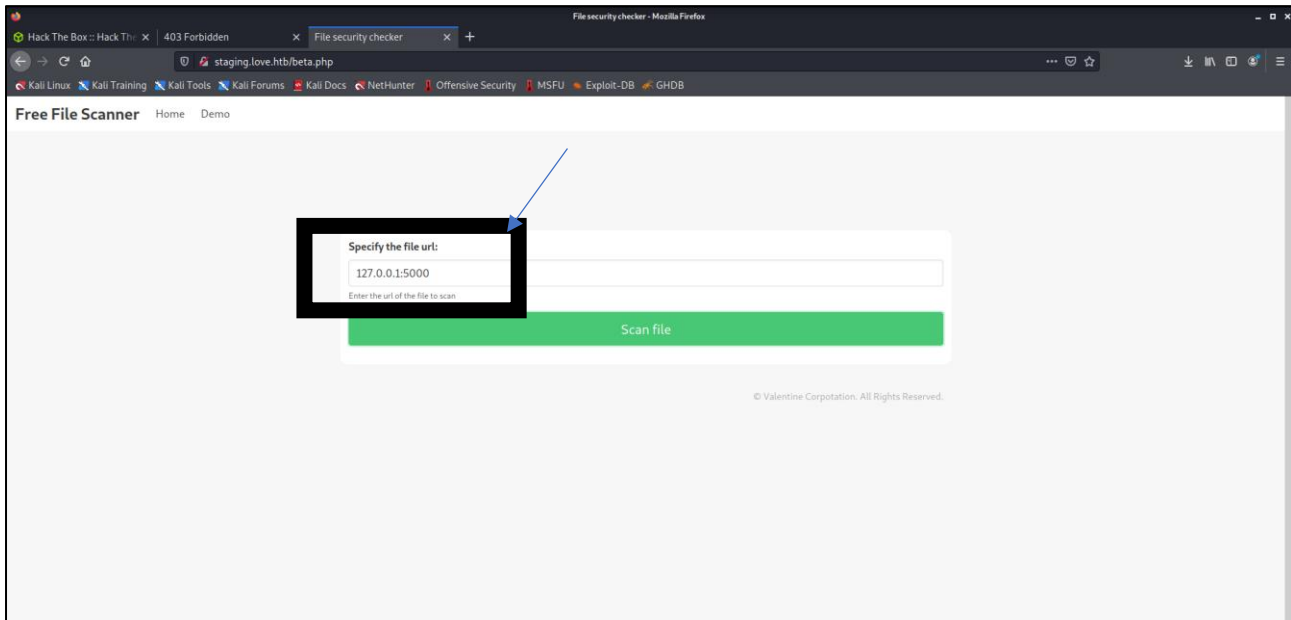 File security checker - Mozilla Firefox
Hack The Box :: Hack The
403 Forbidden
File security checker
staging.love.htb/beta.php
Kali Linux Kali Training Kali Tools Kali Forums Kali Docs NetHunter Offensive Security MSFU Exploit-DB GHDB
Free File Scanner Home Demo
Specify the file url:
127.0.0.1:5000
Enter the url of the file to scan
Scan file
© Valentine Corpotation. All Rights Reserved.